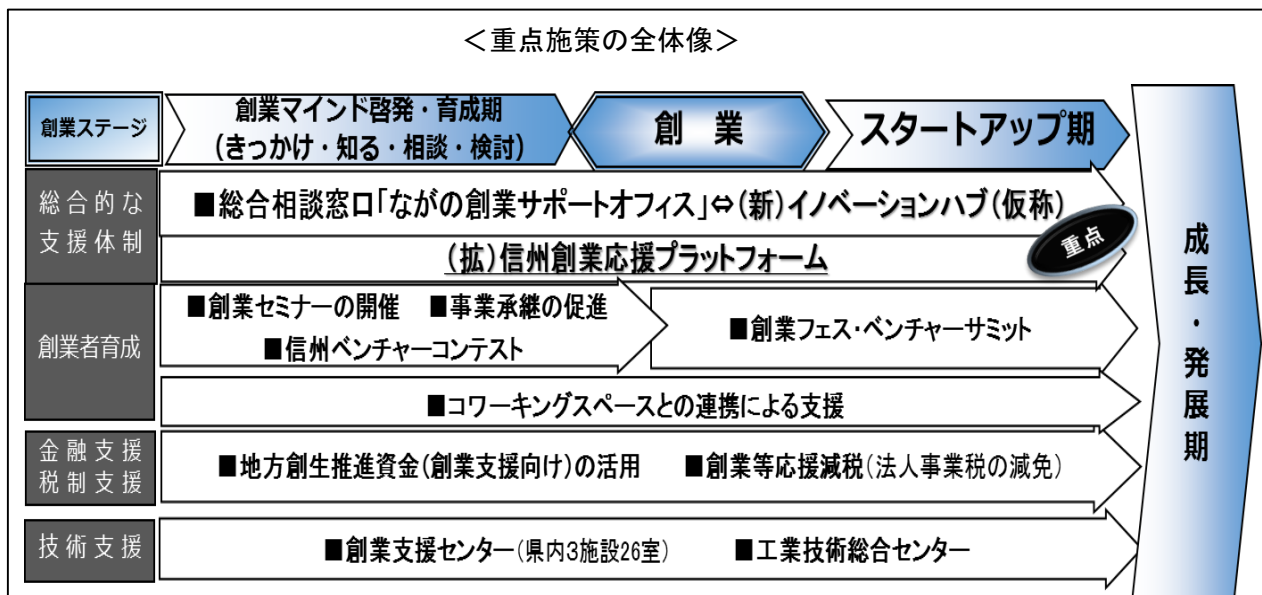 ＜重点施策の全体像＞
創業ステージ
創業マインド啓発・育成期
(きっかけ・知る・相談・検討)
創　業
スタートアップ期
総合的な
支援体制
■総合相談窓口「ながの創業サポートオフィス」⇔(新)イノベーションハブ(仮称)
重点
(拡)信州創業応援プラットフォーム
創業者育成
■創業セミナーの開催　■事業承継の促進
■信州ベンチャーコンテスト
■創業フェス・ベンチャーサミット
■コワーキングスペースとの連携による支援
金融支援
税制支援
■地方創生推進資金(創業支援向け)の活用　■創業等応援減税(法人事業税の減免)
技術支援
■創業支援センター(県内3施設26室)　■工業技術総合センター
成長・発展期